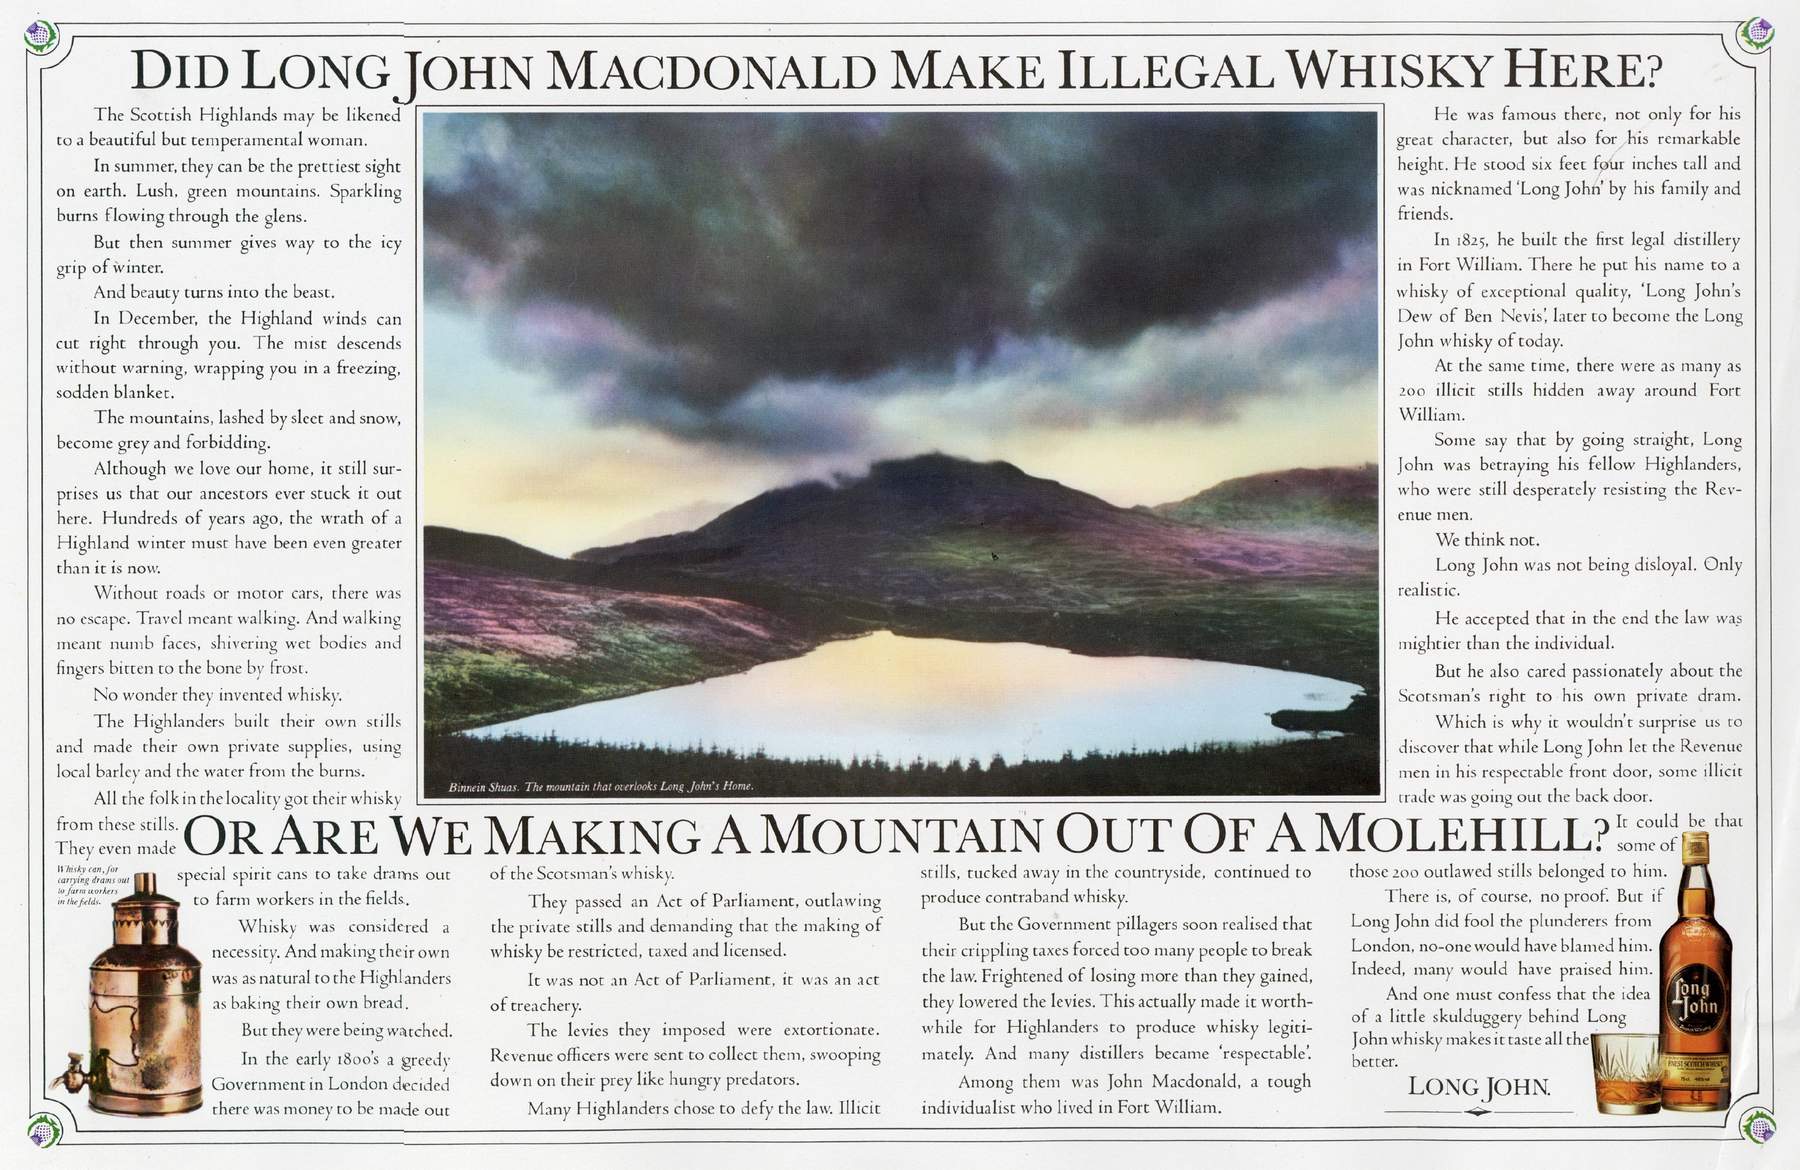 DID LONG JOHN MACDONALD MAKE ILLEGAL WHISKY HERE?
The Scottish Highlands may be likened
to a beautiful but temperamental woman.
In summer, they can be the prettiest sight
on earth. Lush, green mountains. Sparkling
burns flowing through the glens.
But then summer gives way to the icy
grip of winter.
And beauty turns into the beast.
In December, the Highland winds can
cut right through you. The mist descends
without warning, wrapping you in a freezing,
sodden blanket.
The mountains, lashed by sleet and snow,
become grey and forbidding.
Although we love our home, it still sur-
prises us that our ancestors ever stuck it out
here. Hundreds of years ago, the wrath of a
Highland winter must have been even greater
than it is now.
Without roads or motor cars, there was
no escape. Travel meant walking. And walking
meant numb faces, shivering wet bodies and
fingers bitten to the bone by frost.
No wonder they invented whisky.
The Highlanders built their own stills
and made their own private supplies, using
local barley and the water from the burns.
All the folk in the locality got their whisky
from these stills.
They even made
Binnein Shuas. The mountain that overlooks Long John's Home.
OR ARE WE MAKING A MOUNTAIN OUT OF A MOLEHILL?
Whisky can, for
carrying drams out
to farm workers
in the fields.
special spirit cans to take drams out
to farm workers in the fields.
Whisky was considered a
necessity. And making their own
was as natural to the Highlanders
as baking their own bread.
But they were being watched.
In the early 1800's a greedy
Government in London decided
there was money to be made out
of the Scotsman's whisky.
They passed an Act of Parliament, outlawing
the private stills and demanding that the making of
whisky be restricted, taxed and licensed.
It was not an Act of Parliament, it was an act
of treachery.
The levies they imposed were extortionate.
Revenue officers were sent to collect them, swooping
down on their prey like hungry predators.
Many Highlanders chose to defy the law. Illicit
stills, tucked away in the countryside, continued to
produce contraband whisky.
But the Government pillagers soon realised that
their crippling taxes forced too many people to break
the law. Frightened of losing more than they gained,
they lowered the levies. This actually made it worth-
while for Highlanders to produce whisky legiti-
mately. And many distillers became 'respectable'.
Among them was John Macdonald, a tough
individualist who lived in Fort William.
He was famous there, not only for his
great character, but also for his remarkable
height. He stood six feet four inches tall and
was nicknamed 'Long John' by his family and
friends.
In 1825, he built the first legal distillery
in Fort William. There he put his name to a
whisky of exceptional quality, 'Long John's
Dew of Ben Nevis', later to become the Long
John whisky of today.
At the same time, there were as many as
200 illicit stills hidden away around Fort
William.
Some say that by going straight, Long
John was betraying his fellow Highlanders,
who were still desperately resisting the Rev-
enue men.
We think not.
Long John was not being disloyal. Only
realistic.
He accepted that in the end the law was
mightier than the individual.
But he also cared passionately about the
Scotsman's right to his own private dram.
Which is why it wouldn't surprise us to
discover that while Long John let the Revenue
men in his respectable front door, some illicit
trade was going out the back door.
It could be that
some of
those 200 outlawed stills belonged to him.
There is, of course, no proof. But if
Long John did fool the plunderers from
London, no-one would have blamed him.
Indeed, many would have praised him.
And one must confess that the idea
of a little skulduggery behind Long
John whisky makes it taste all the
better.
LONG JOHN.
Long
John
FINEST SCOTCH WHISKY